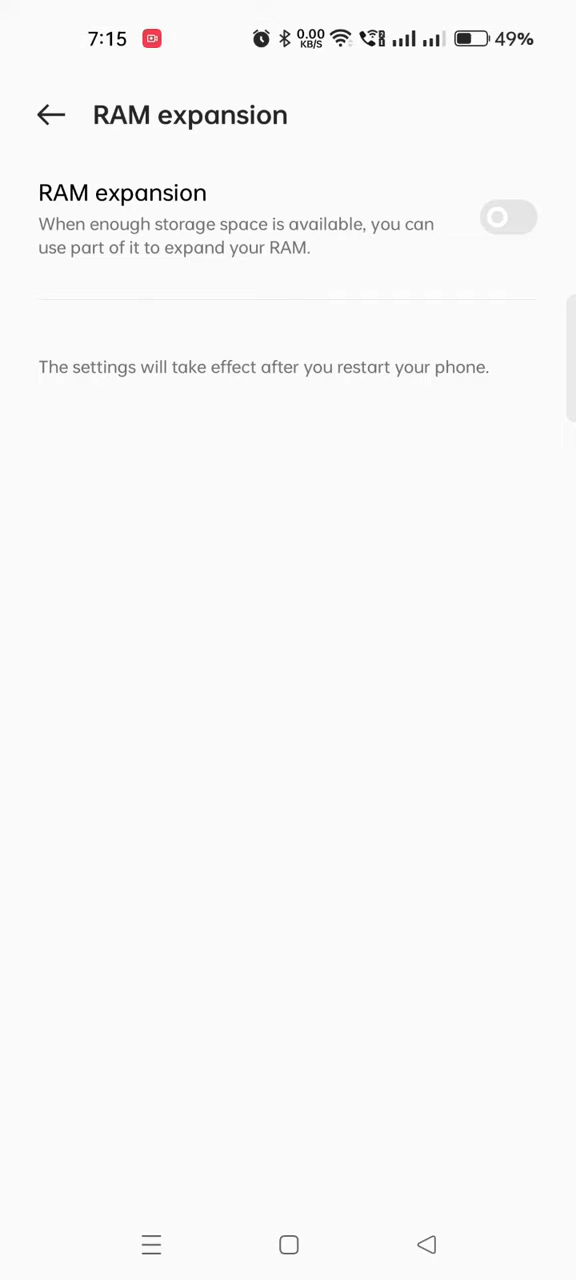 7:15 0.00 KB/S 49%
RAM expansion
RAM expansion
When enough storage space is available, you can
use part of it to expand your RAM.
The settings will take effect after you restart your phone.